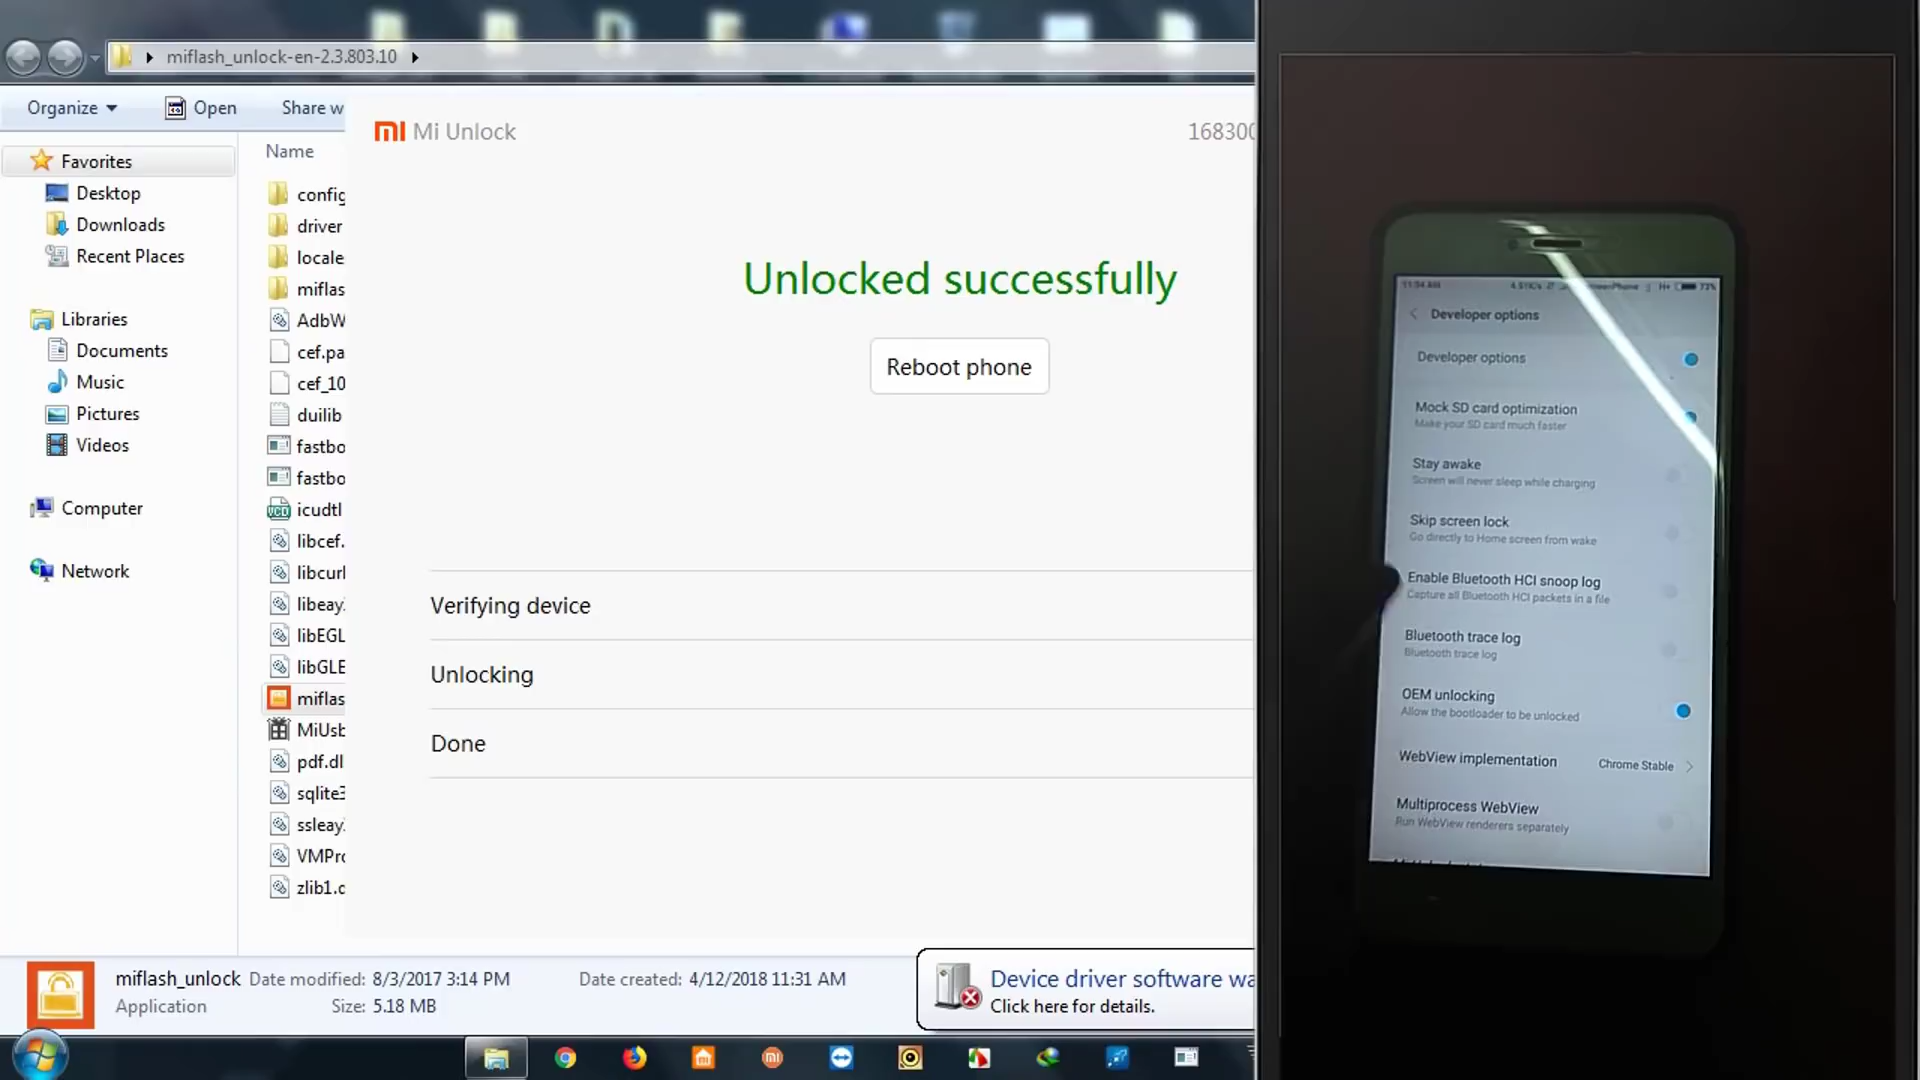 miflash_unlock-en-2.3.803.10
Organize
Open
Share w
Favorites
Desktop
Downloads
Recent Places
Libraries
Documents
Music
Pictures
Videos
Computer
Network
Name
config
driver
locale
miflas
AdbW
cef.pa
cef_10
duilib
fastbo
fastbo
icudtl
libcef.
libcurl
libeay
libEGL
libGLE
miflas
MiUsb
pdf.dl
sqlite3
ssleay
VMPro
zlib1.d
Mi Unlock
168300
Unlocked successfully
Reboot phone
Verifying device
Unlocking
Done
miflash_unlock Date modified: 8/3/2017 3:14 PM Date created: 4/12/2018 11:31 AM
Application Size: 5.18 MB
Device driver software wa
Click here for details.
Developer options
Developer options
Mock SD card optimization
Make your SD card much faster
Stay awake
Screen will never sleep while charging
Skip screen lock
Go directly to Home screen from wake
Enable Bluetooth HCI snoop log
Capture all Bluetooth HCI packets in a file
Bluetooth trace log
Bluetooth trace log
OEM unlocking
Allow the bootloader to be unlocked
WebView implementation
Chrome Stable
Multiprocess WebView
Run WebView renderers separately